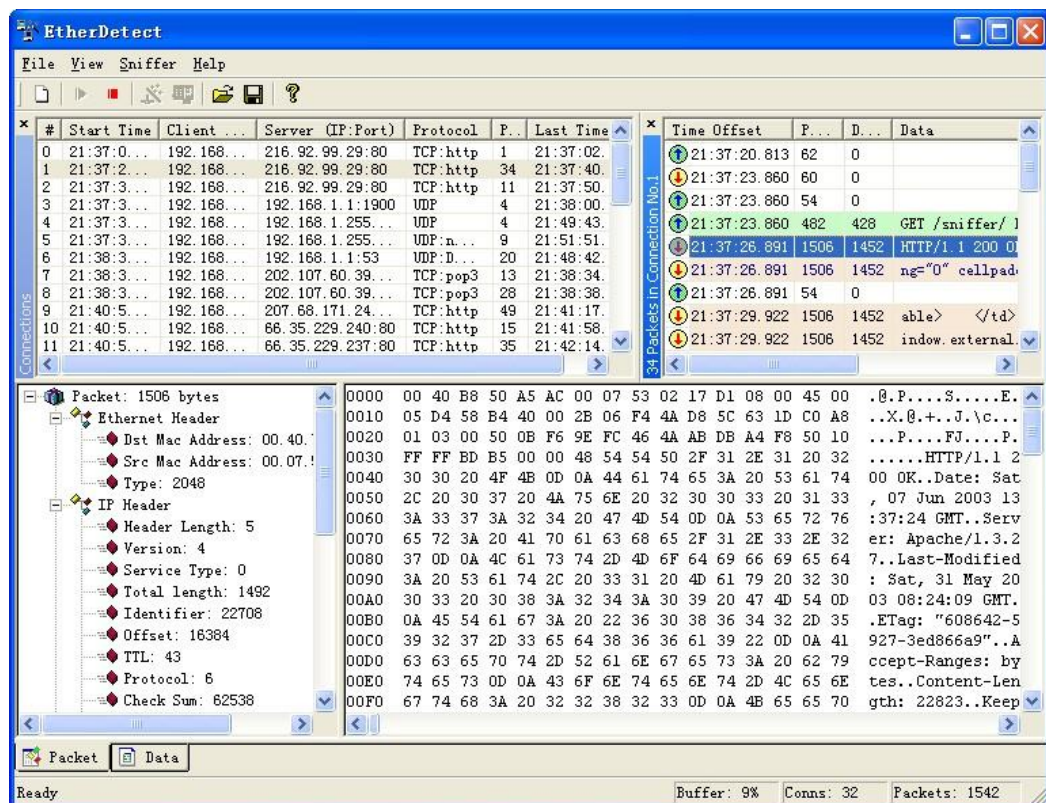 EtherDetect
File View Sniffer Help
# Start Time Client ... Server (IP:Port) Protocol P.. Last Time
0 21:37:0... 192.168... 216.92.99.29:80 TCP:http 1 21:37:02.
1 21:37:2... 192.168... 216.92.99.29:80 TCP:http 34 21:37:40.
2 21:37:3... 192.168... 216.92.99.29:80 TCP:http 11 21:37:50.
3 21:37:3... 192.168... 192.168.1.1:1900 UDP 4 21:38:00.
4 21:37:3... 192.168... 192.168.1.255... UDP 4 21:49:43.
5 21:37:3... 192.168... 192.168.1.255... UDP:n... 9 21:51:51.
6 21:38:3... 192.168... 192.168.1.1:53 UDP:D... 20 21:48:42.
7 21:38:3... 192.168... 202.107.60.39... TCP:pop3 13 21:38:34.
8 21:38:3... 192.168... 202.107.60.39... TCP:pop3 28 21:38:38.
9 21:40:5... 192.168... 207.68.171.24... TCP:http 49 21:41:17.
10 21:40:5... 192.168... 66.35.229.240:80 TCP:http 15 21:41:58.
11 21:40:5... 192.168... 66.35.229.237:80 TCP:http 35 21:42:14.
Connections
Time Offset P... D... Data
21:37:20.813 62 0
21:37:23.860 60 0
21:37:23.860 54 0
21:37:23.860 482 428 GET /sniffer/
21:37:26.891 1506 1452 HTTP/1.1 200 O
21:37:26.891 1506 1452 ng="0" cellpad
21:37:26.891 54 0
21:37:29.922 1506 1452 able> </td>
21:37:29.922 1506 1452 indow.external.
34 Packets in Connection No.1
Packet: 1506 bytes
Ethernet Header
Dst Mac Address: 00.40.
Src Mac Address: 00.07.
Type: 2048
IP Header
Header Length: 5
Version: 4
Service Type: 0
Total length: 1492
Identifier: 22708
Offset: 16384
TTL: 43
Protocol: 6
Check Sum: 62538
0000 00 40 B8 50 A5 AC 00 07 53 02 17 D1 08 00 45 00 .@.P....S.....E.
0010 05 D4 58 B4 40 00 2B 06 F4 4A D8 5C 63 1D C0 A8 ..X.@.+..J.\c...
0020 01 03 00 50 0B F6 9E FC 46 4A AB DB A4 F8 50 10 ...P....FJ....P.
0030 FF FF BD B5 00 00 48 54 54 50 2F 31 2E 31 20 32 ......HTTP/1.1 2
0040 30 30 20 4F 4B 0D 0A 44 61 74 65 3A 20 53 61 74 00 OK..Date: Sat
0050 2C 20 30 37 20 4A 75 6E 20 32 30 30 33 20 31 33 , 07 Jun 2003 13
0060 3A 33 37 3A 32 34 20 47 4D 54 0D 0A 53 65 72 76 :37:24 GMT..Serv
0070 65 72 3A 20 41 70 61 63 68 65 2F 31 2E 33 2E 32 er: Apache/1.3.2
0080 37 0D 0A 4C 61 73 74 2D 4D 6F 64 69 66 69 65 64 7..Last-Modified
0090 3A 20 53 61 74 2C 20 33 31 20 4D 61 79 20 32 30 : Sat, 31 May 20
00A0 30 33 20 30 38 3A 32 34 3A 30 39 20 47 4D 54 0D 03 08:24:09 GMT.
00B0 0A 45 54 61 67 3A 20 22 36 30 38 36 34 32 2D 35 .ETag: "608642-5
00C0 39 32 37 2D 33 65 64 38 36 36 61 39 22 0D 0A 41 927-3ed866a9"..A
00D0 63 63 65 70 74 2D 52 61 6E 67 65 73 3A 20 62 79 ccept-Ranges: by
00E0 74 65 73 0D 0A 43 6F 6E 74 65 6E 74 2D 4C 65 6E tes..Content-Len
00F0 67 74 68 3A 20 32 32 38 32 33 0D 0A 4B 65 65 70 gth: 22823..Keep
Packet Data
Ready Buffer: 9% Conns: 32 Packets: 1542